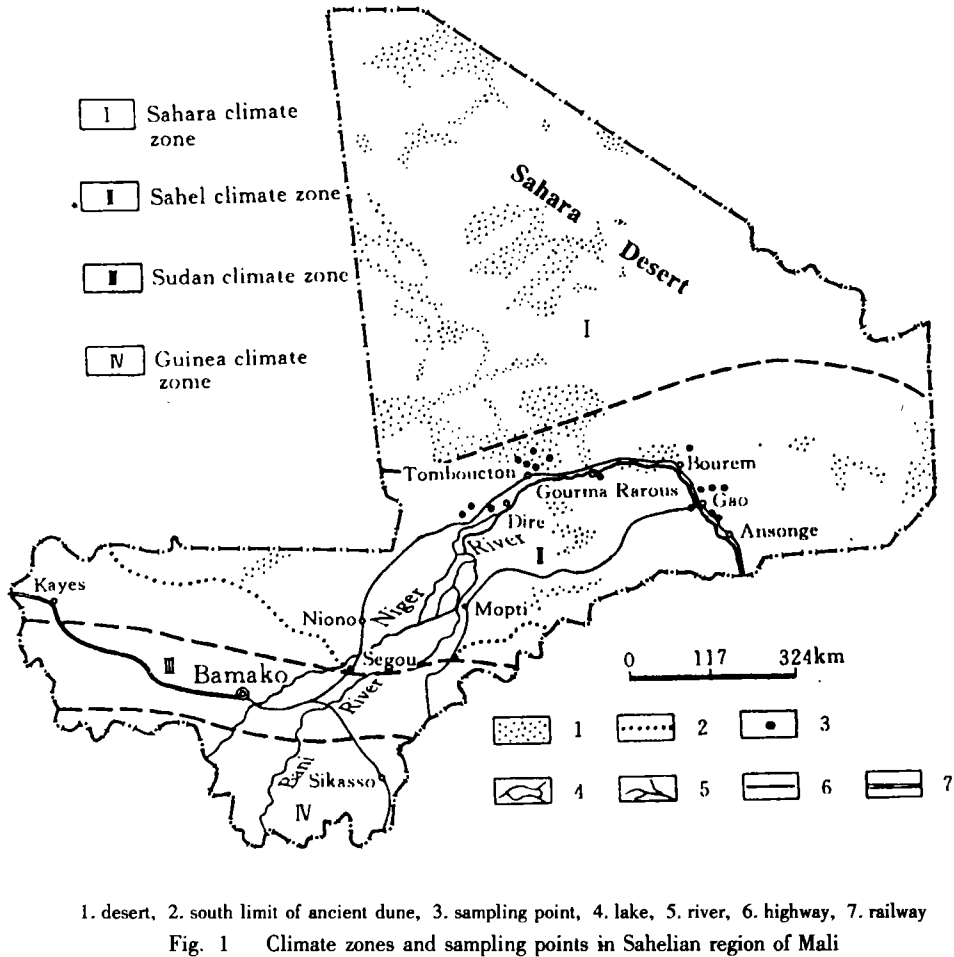 I Sahara climate
zone
II Sahel climate zone
III Sudan climate zone
IV Guinea climate
zome
Sahara
Desert
I
Tomboucton
Bourem
Gourma Rarous
Gao
Dire
Ansonge
River
II
Kayes
Niger
Niono
Mopti
III
Segou
Bamako
River
0 117 324km
Bani
Sikasso
IV
1 2 3
4 5 6 7
1. desert, 2. south limit of ancient dune, 3. sampling point, 4. lake, 5. river, 6. highway, 7. railway
Fig. 1 Climate zones and sampling points in Sahelian region of Mali